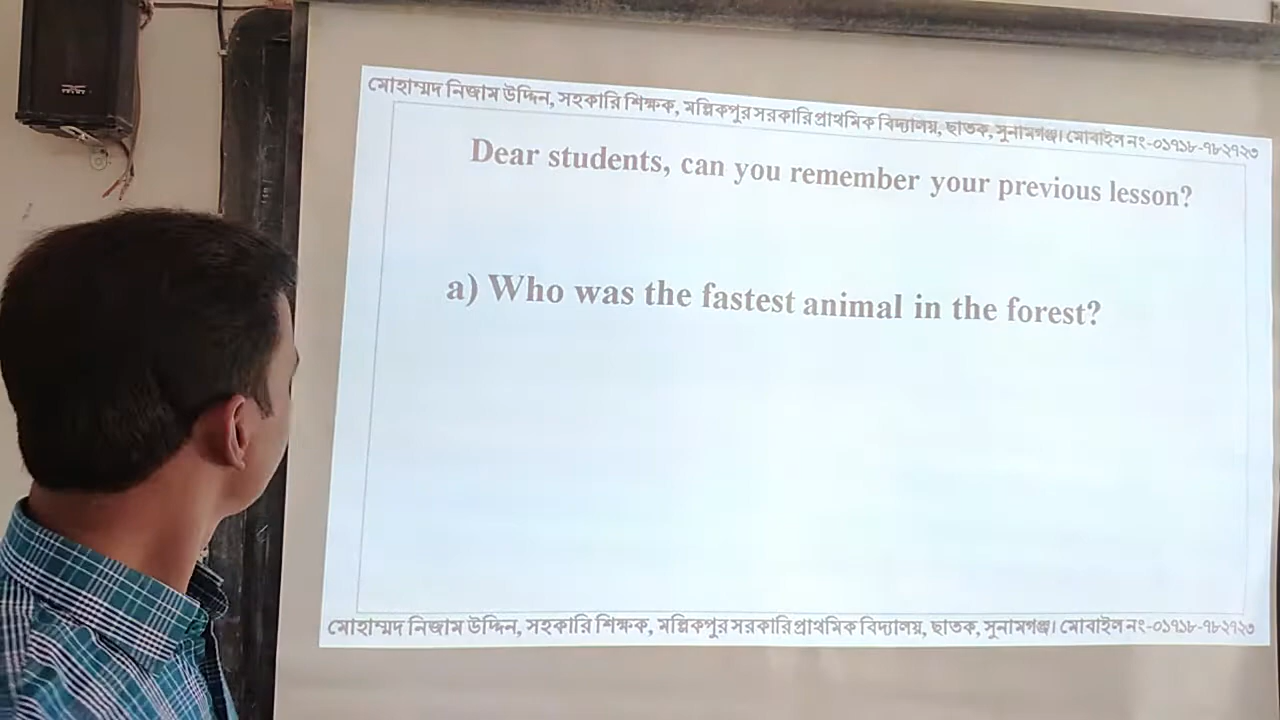 মোহাম্মদ নিজাম উদ্দিন, সহকারি শিক্ষক, মল্লিকপুর সরকারি প্রাথমিক বিদ্যালয়, ছাতক, সুনামগঞ্জ। মোবাইল নং-০১৭১৮-৭৮২৭২৩
Dear students, can you remember your previous lesson?
a) Who was the fastest animal in the forest?
মোহাম্মদ নিজাম উদ্দিন, সহকারি শিক্ষক, মল্লিকপুর সরকারি প্রাথমিক বিদ্যালয়, ছাতক, সুনামগঞ্জ। মোবাইল নং-০১৭১৮-৭৮২৭২৩